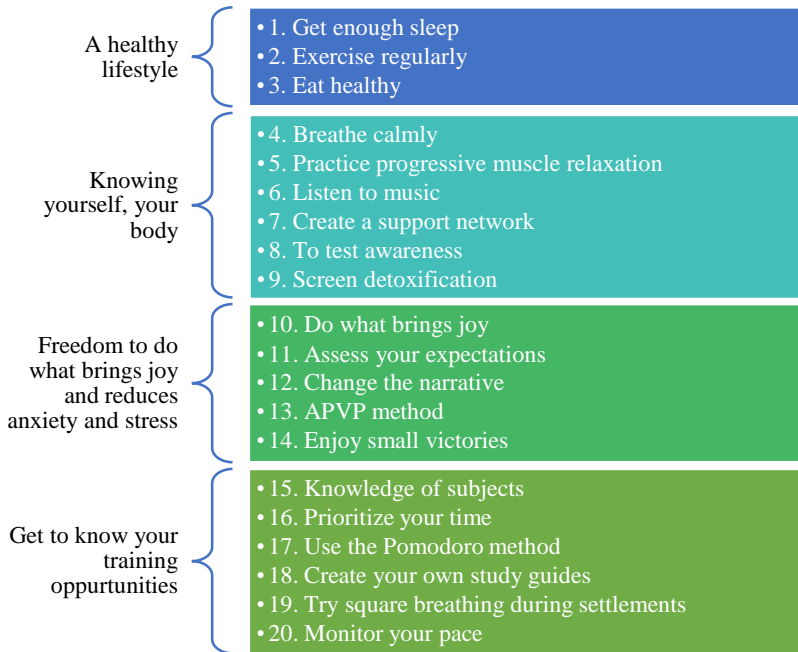 A healthy
lifestyle
• 1. Get enough sleep
• 2. Exercise regularly
• 3. Eat healthy
Knowing
yourself, your
body
• 4. Breathe calmly
• 5. Practice progressive muscle relaxation
• 6. Listen to music
• 7. Create a support network
• 8. To test awareness
• 9. Screen detoxification
Freedom to do
what brings joy
and reduces
anxiety and stress
• 10. Do what brings joy
• 11. Assess your expectations
• 12. Change the narrative
• 13. APVP method
• 14. Enjoy small victories
Get to know your
training
oppurtunities
• 15. Knowledge of subjects
• 16. Prioritize your time
• 17. Use the Pomodoro method
• 18. Create your own study guides
• 19. Try square breathing during settlements
• 20. Monitor your pace